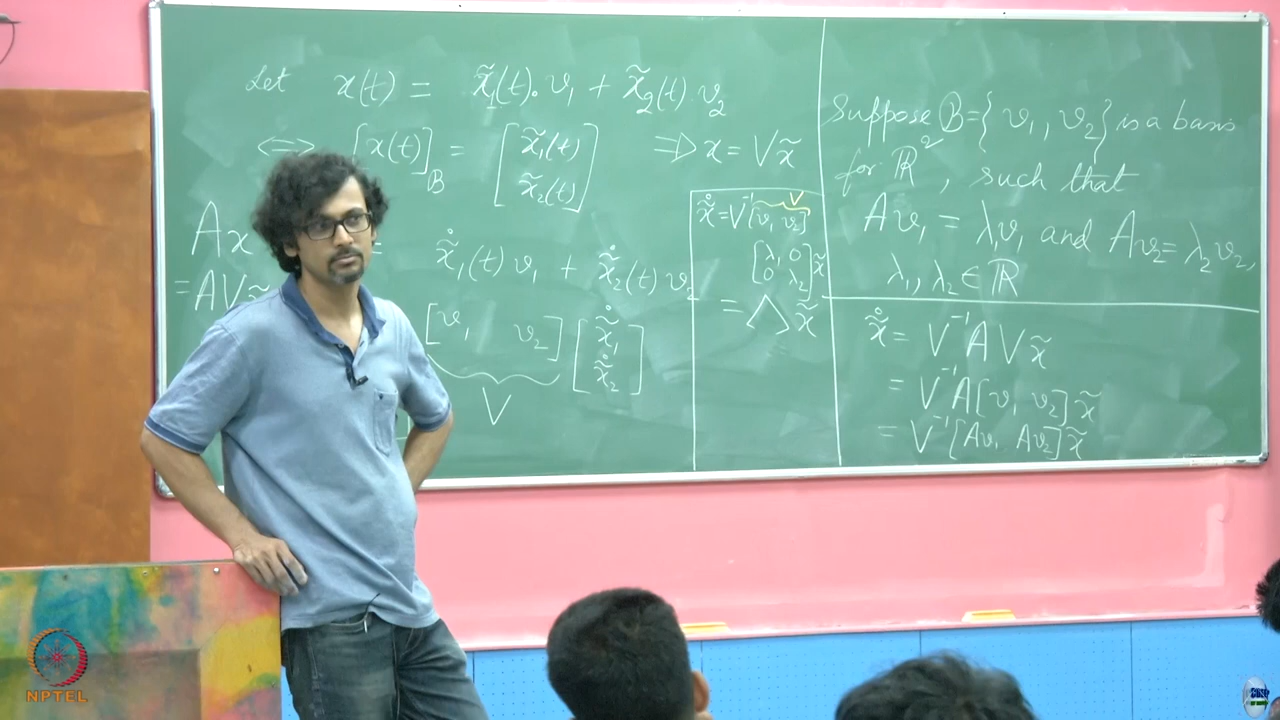 Let x(t) = x̃₁(t).v₁ + x̃₂(t).v₂
⟺ [x(t)]_B = [x̃₁(t) x̃₂(t)] ⟹ x = Vx̃
Ax = x̃̇₁(t)v₁ + x̃̇₂(t)v₂
= AVx̃ [v₁ v₂] [x̃̇₁ x̃̇₂]
V
x̃̇ = V⁻¹[v₁ v₂]
V
[λ₁ 0 0 λ₂] x̃
= Λx̃
Suppose B = {v₁, v₂} is a basis
for ℝ², such that
Av₁ = λ₁v₁ and Av₂ = λ₂v₂,
λ₁, λ₂ ∈ ℝ
x̃̇ = V⁻¹AVx̃
= V⁻¹A[v₁ v₂]x̃
= V⁻¹[Av₁ Av₂]x̃
NPTEL